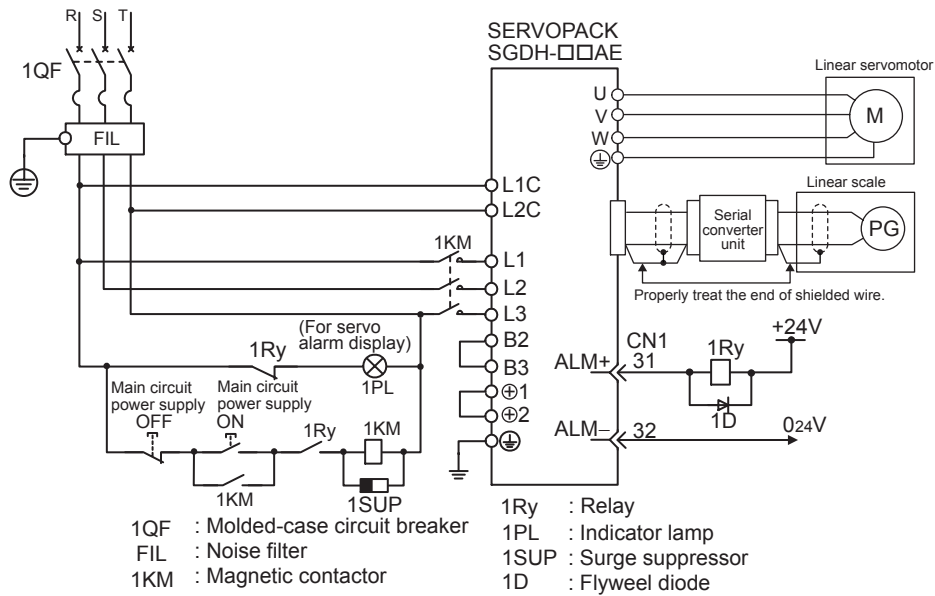 R S T
1QF
FIL
SERVOPACK
SGDH-□□AE
U
V
W
Linear servomotor
M
L1C
L2C
Linear scale
Serial
converter
unit
PG
1KM
L1
L2
L3
Properly treat the end of shielded wire.
(For servo
alarm display)
1Ry
1PL
B2
B3
⊕1
⊕2
CN1
ALM+
31
1Ry
+24V
1D
ALM−
32
024V
Main circuit
power supply
OFF
Main circuit
power supply
ON
1Ry
1KM
1KM
1SUP
1QF : Molded-case circuit breaker
FIL : Noise filter
1KM : Magnetic contactor
1Ry : Relay
1PL : Indicator lamp
1SUP : Surge suppressor
1D : Flyweel diode